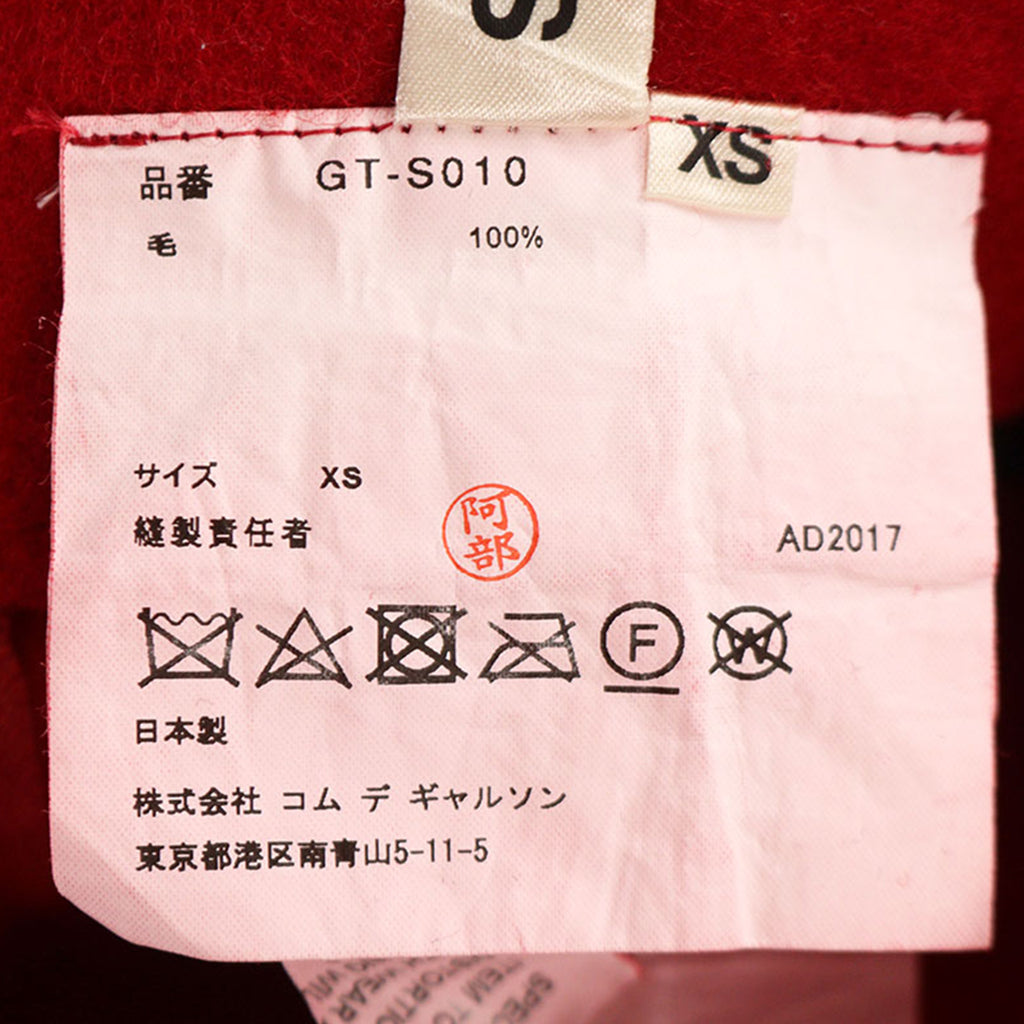 S
XS
品番 GT-S010
毛 100%
サイズ XS
縫製責任者 阿部 AD2017
F W
日本製
株式会社 コム デ ギャルソン
東京都港区南青山5-11-5